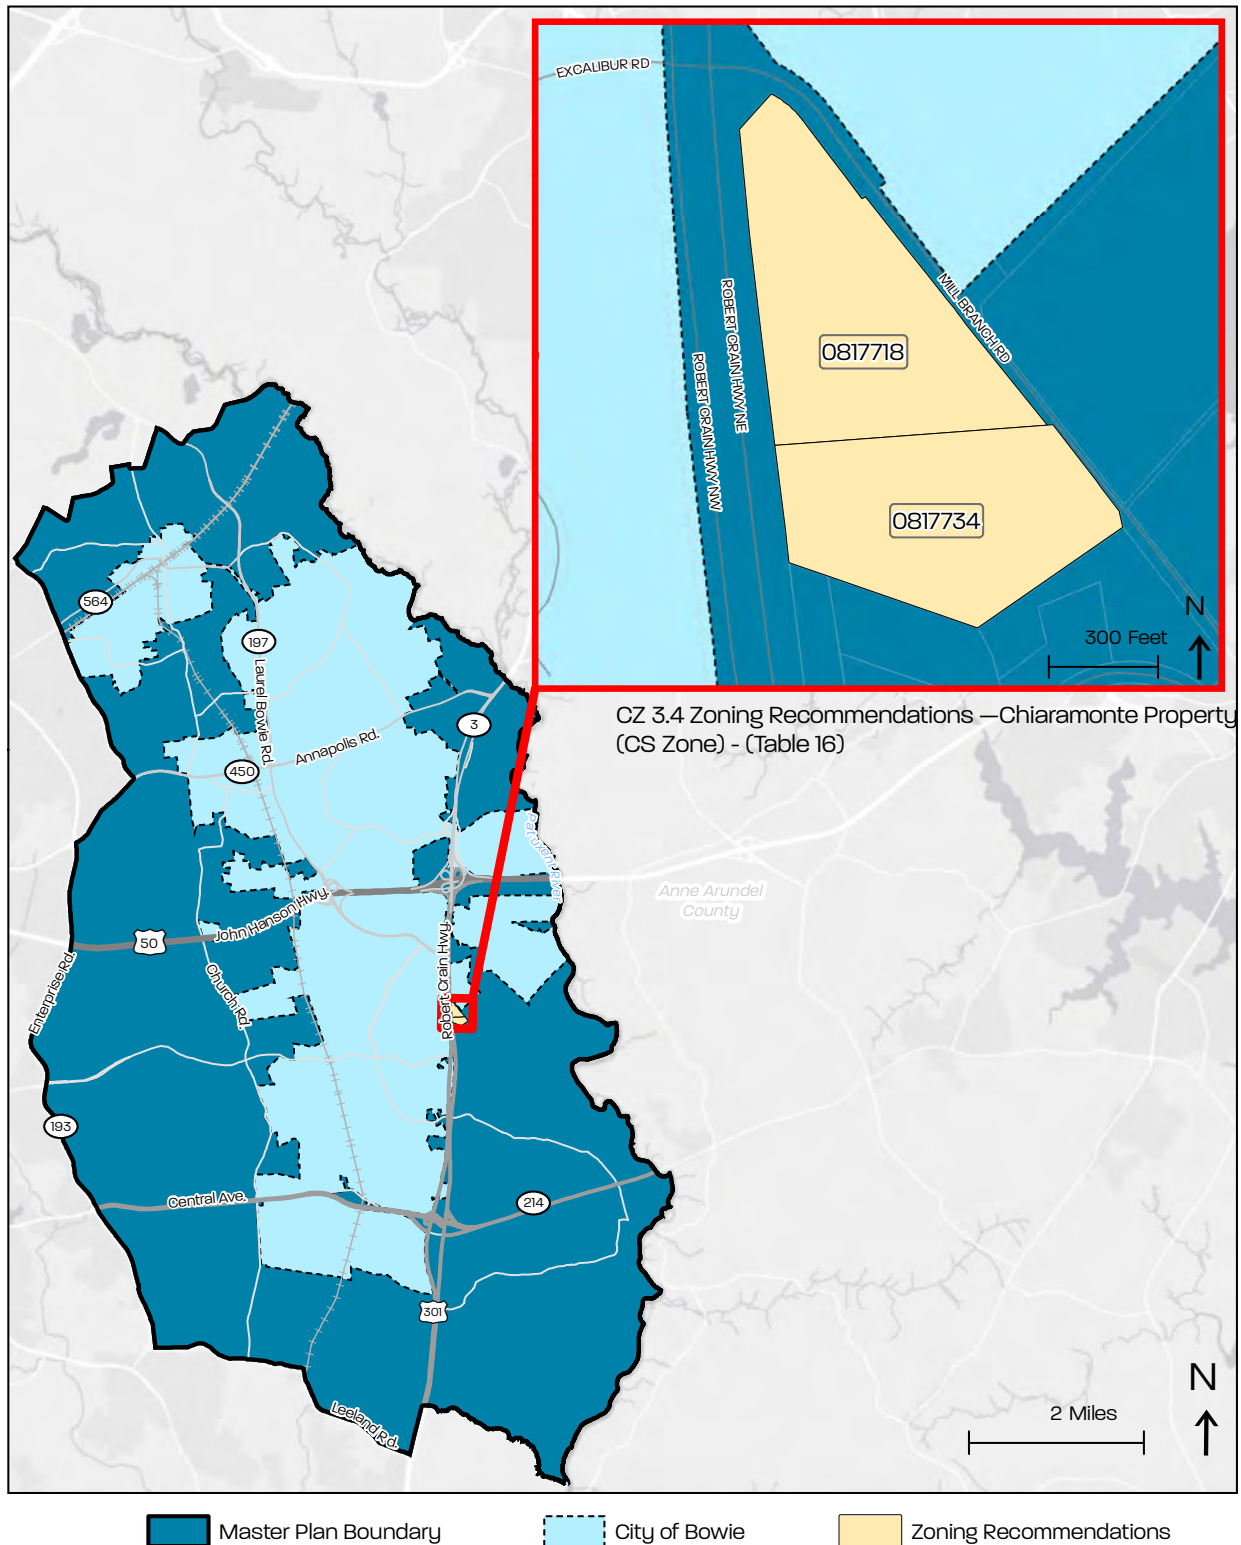 EXCALIBUR RD
MILL BRANCH RD
ROBERT CRAIN HWY NE
ROBERT CRAIN HWY NW
0817718
0817734
N
300 Feet
CZ 3.4 Zoning Recommendations —Chiaramonte Property
(CS Zone) - (Table 16)
564
197
Laurel Bowie Rd.
3
Annapolis Rd.
450
Patuxent River
Anne Arundel
County
John Hanson Hwy.
50
Robert Crain Hwy.
Enterprise Rd.
Church Rd.
193
Central Ave.
214
301
Leeland Rd.
N
2 Miles
Master Plan Boundary
City of Bowie
Zoning Recommendations